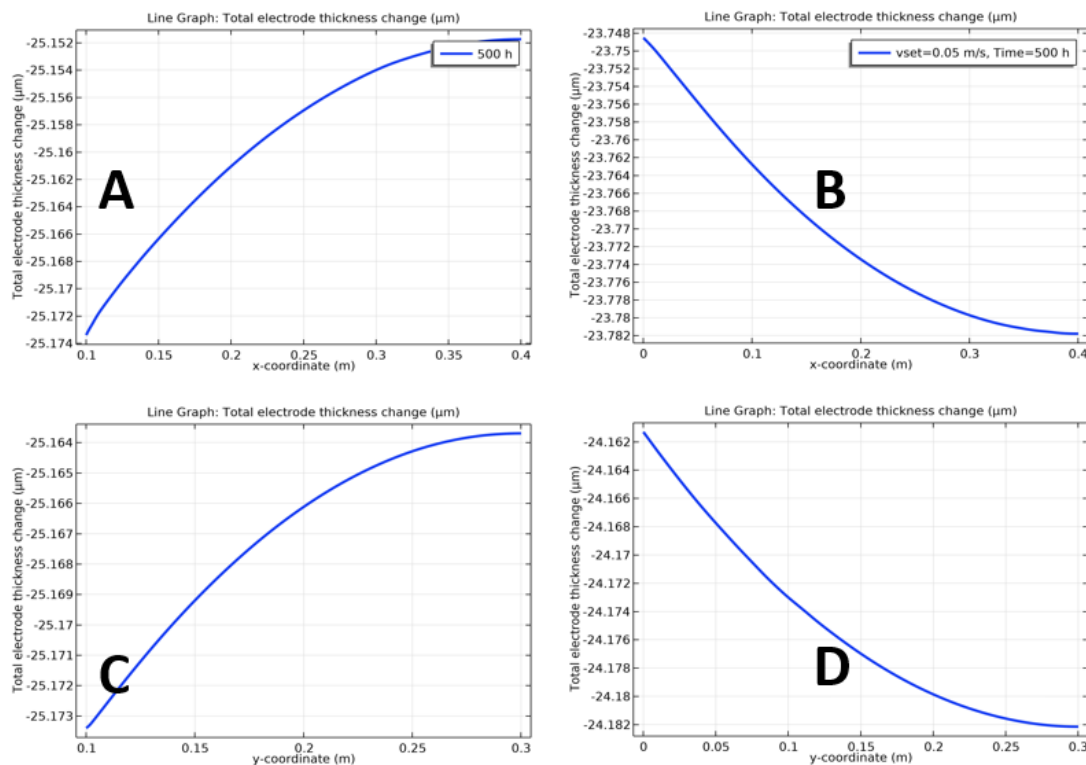 Line Graph: Total electrode thickness change (µm)
-25.152
-25.154
-25.156
-25.158
-25.16
-25.162
-25.164
-25.166
-25.168
-25.17
-25.172
-25.174
Total electrode thickness change (µm)
500 h
A
0.1 0.15 0.2 0.25 0.3 0.35 0.4
x-coordinate (m)
Line Graph: Total electrode thickness change (µm)
-23.748
-23.75
-23.752
-23.754
-23.756
-23.758
-23.76
-23.762
-23.764
-23.766
-23.768
-23.77
-23.772
-23.774
-23.776
-23.778
-23.78
-23.782
Total electrode thickness change (µm)
vset=0.05 m/s, Time=500 h
B
0 0.1 0.2 0.3 0.4
x-coordinate (m)
Line Graph: Total electrode thickness change (µm)
-25.164
-25.165
-25.166
-25.167
-25.168
-25.169
-25.17
-25.171
-25.172
-25.173
Total electrode thickness change (µm)
C
0.1 0.15 0.2 0.25 0.3
y-coordinate (m)
Line Graph: Total electrode thickness change (µm)
-24.162
-24.164
-24.166
-24.168
-24.17
-24.172
-24.174
-24.176
-24.178
-24.18
-24.182
Total electrode thickness change (µm)
D
0 0.05 0.1 0.15 0.2 0.25 0.3
y-coordinate (m)